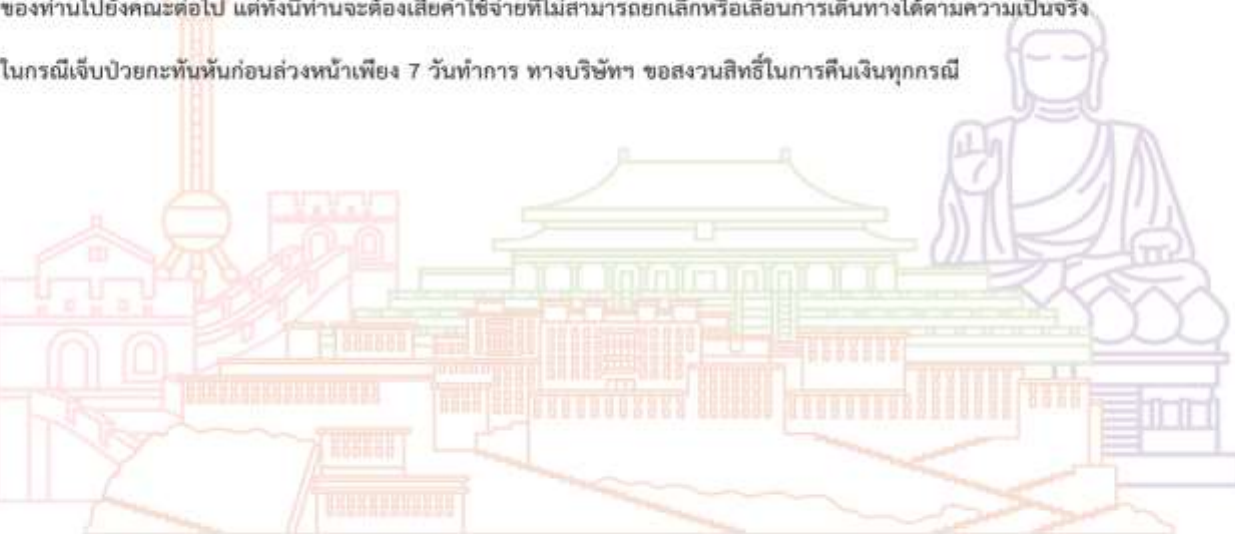 ของท่านไปยังคณะต่อไป แต่ทั้งนี้ท่านจะต้องเสียค่าใช้จ่ายที่ไม่สามารถยกเลิกหรือเลื่อนการเดินทางได้ตามความเป็นจริง
ในกรณีเจ็บป่วยกะทันหันก่อนล่วงหน้าเพียง 7 วันทำการ ทางบริษัทฯ ขอสงวนสิทธิ์ในการคืนเงินทุกกรณี